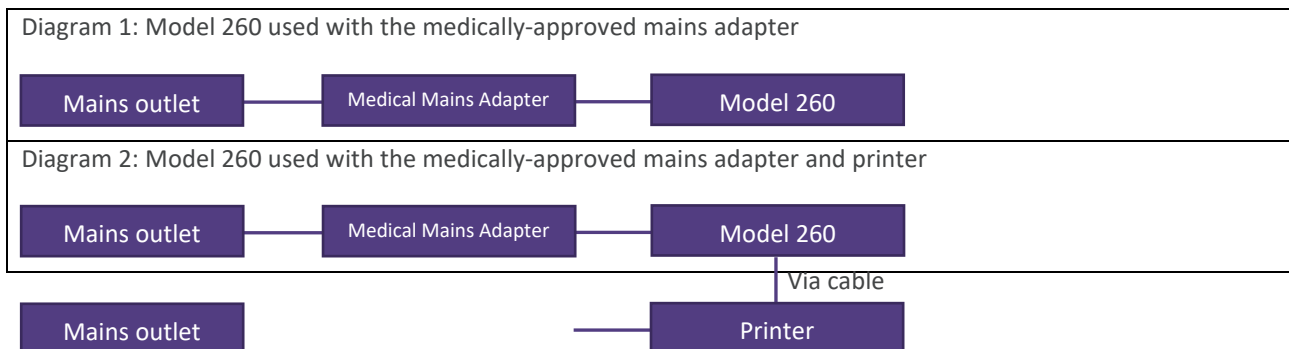 Diagram 1: Model 260 used with the medically-approved mains adapter
Mains outlet Medical Mains Adapter Model 260
Diagram 2: Model 260 used with the medically-approved mains adapter and printer
Mains outlet Medical Mains Adapter Model 260
Via cable
Mains outlet Printer